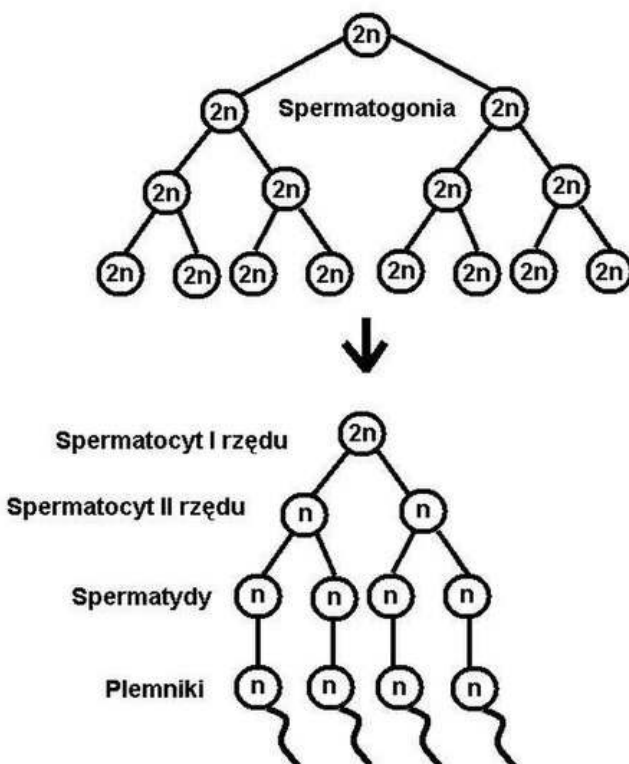 2n
2n Spermatogonia 2n
2n 2n 2n 2n
2n 2n 2n 2n 2n 2n 2n 2n
Spermatocyt I rzędu 2n
Spermatocyt II rzędu n n
Spermatydy n n n n
Plemniki n n n n